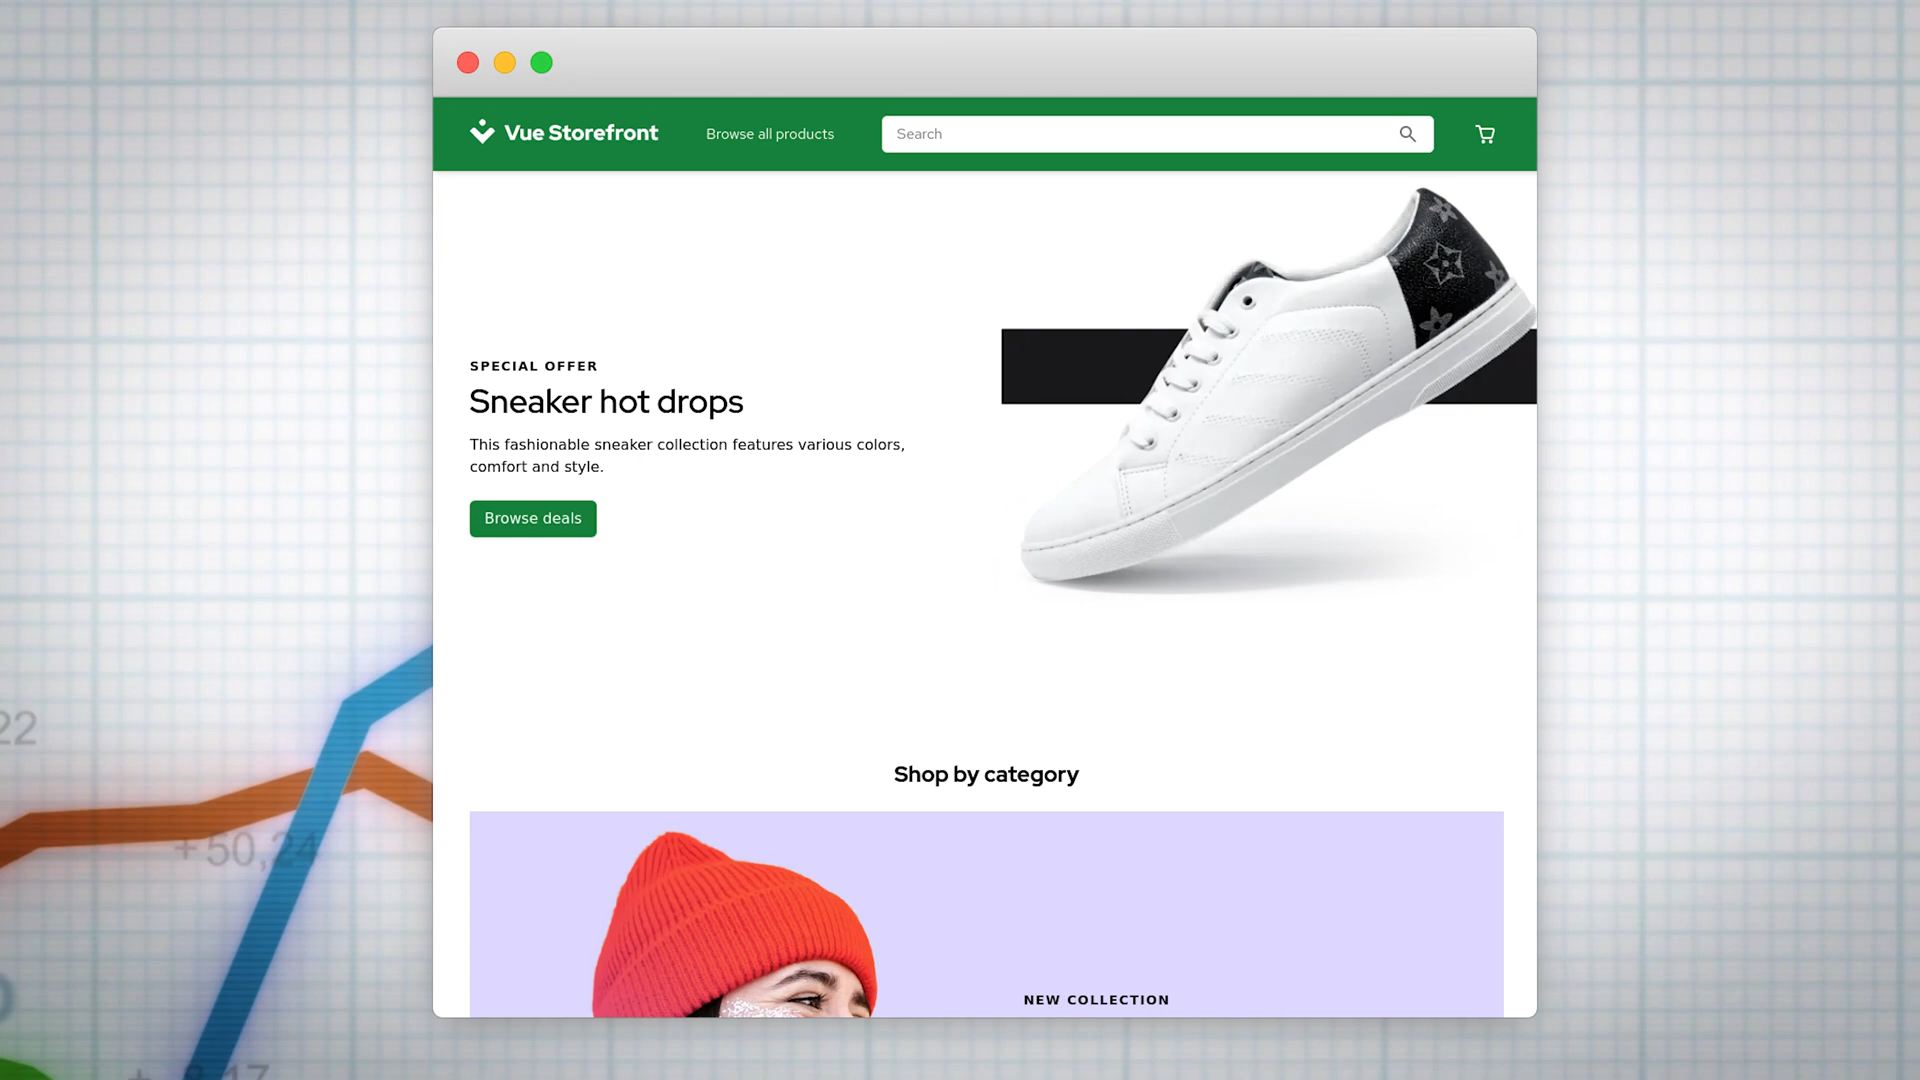 Vue Storefront
Browse all products
Search
SPECIAL OFFER
Sneaker hot drops
This fashionable sneaker collection features various colors,
comfort and style.
Browse deals
Shop by category
NEW COLLECTION
22
+50,24